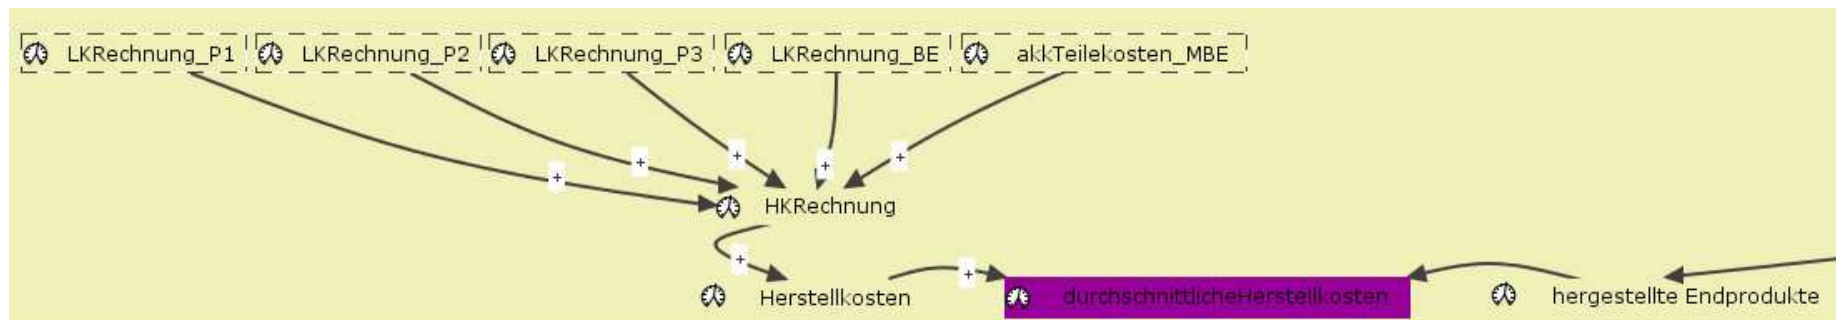 LKRechnung_P1
LKRechnung_P2
LKRechnung_P3
LKRechnung_BE
akkTeilekosten_MBE
+
+
+
+
+
HKRechnung
+
Herstellkosten
+
durchschnittlicheHerstellkosten
hergestellte Endprodukte